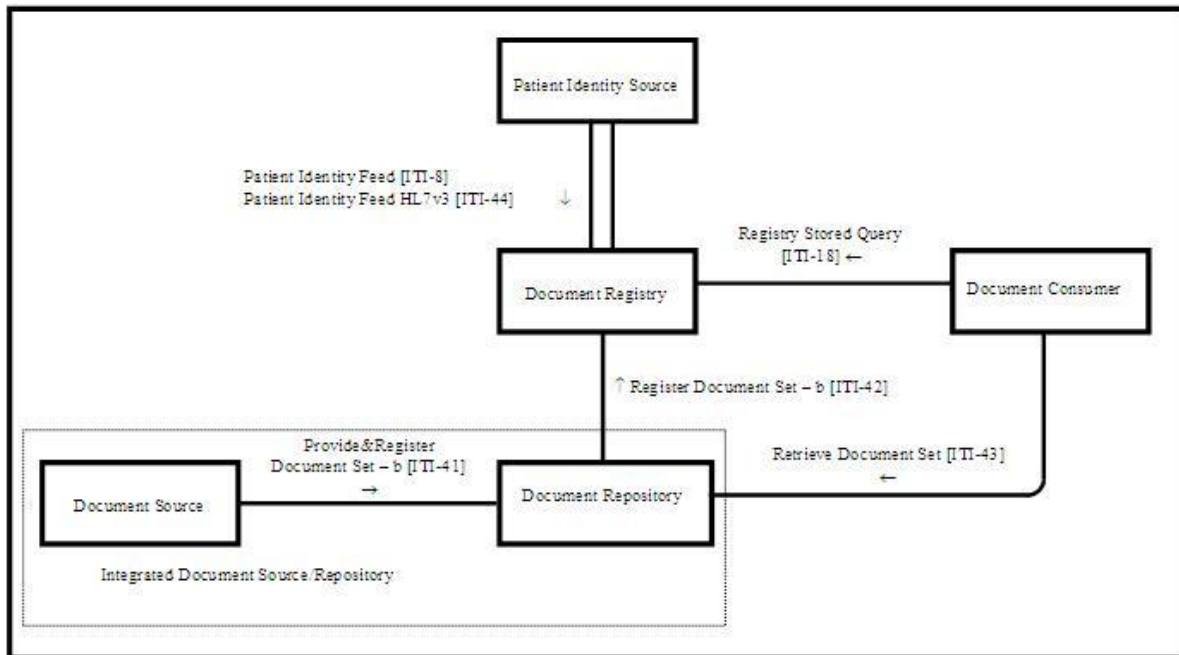 Patient Identity Source
Patient Identity Feed [ITI-8]
Patient Identity Feed HL7v3 [ITI-44] ↓
Registry Stored Query
[ITI-18] ←
Document Registry
Document Consumer
↑ Register Document Set – b [ITI-42]
Provide&Register
Document Set – b [ITI-41]
→
Retrieve Document Set [ITI-43]
←
Document Source
Document Repository
Integrated Document Source/Repository